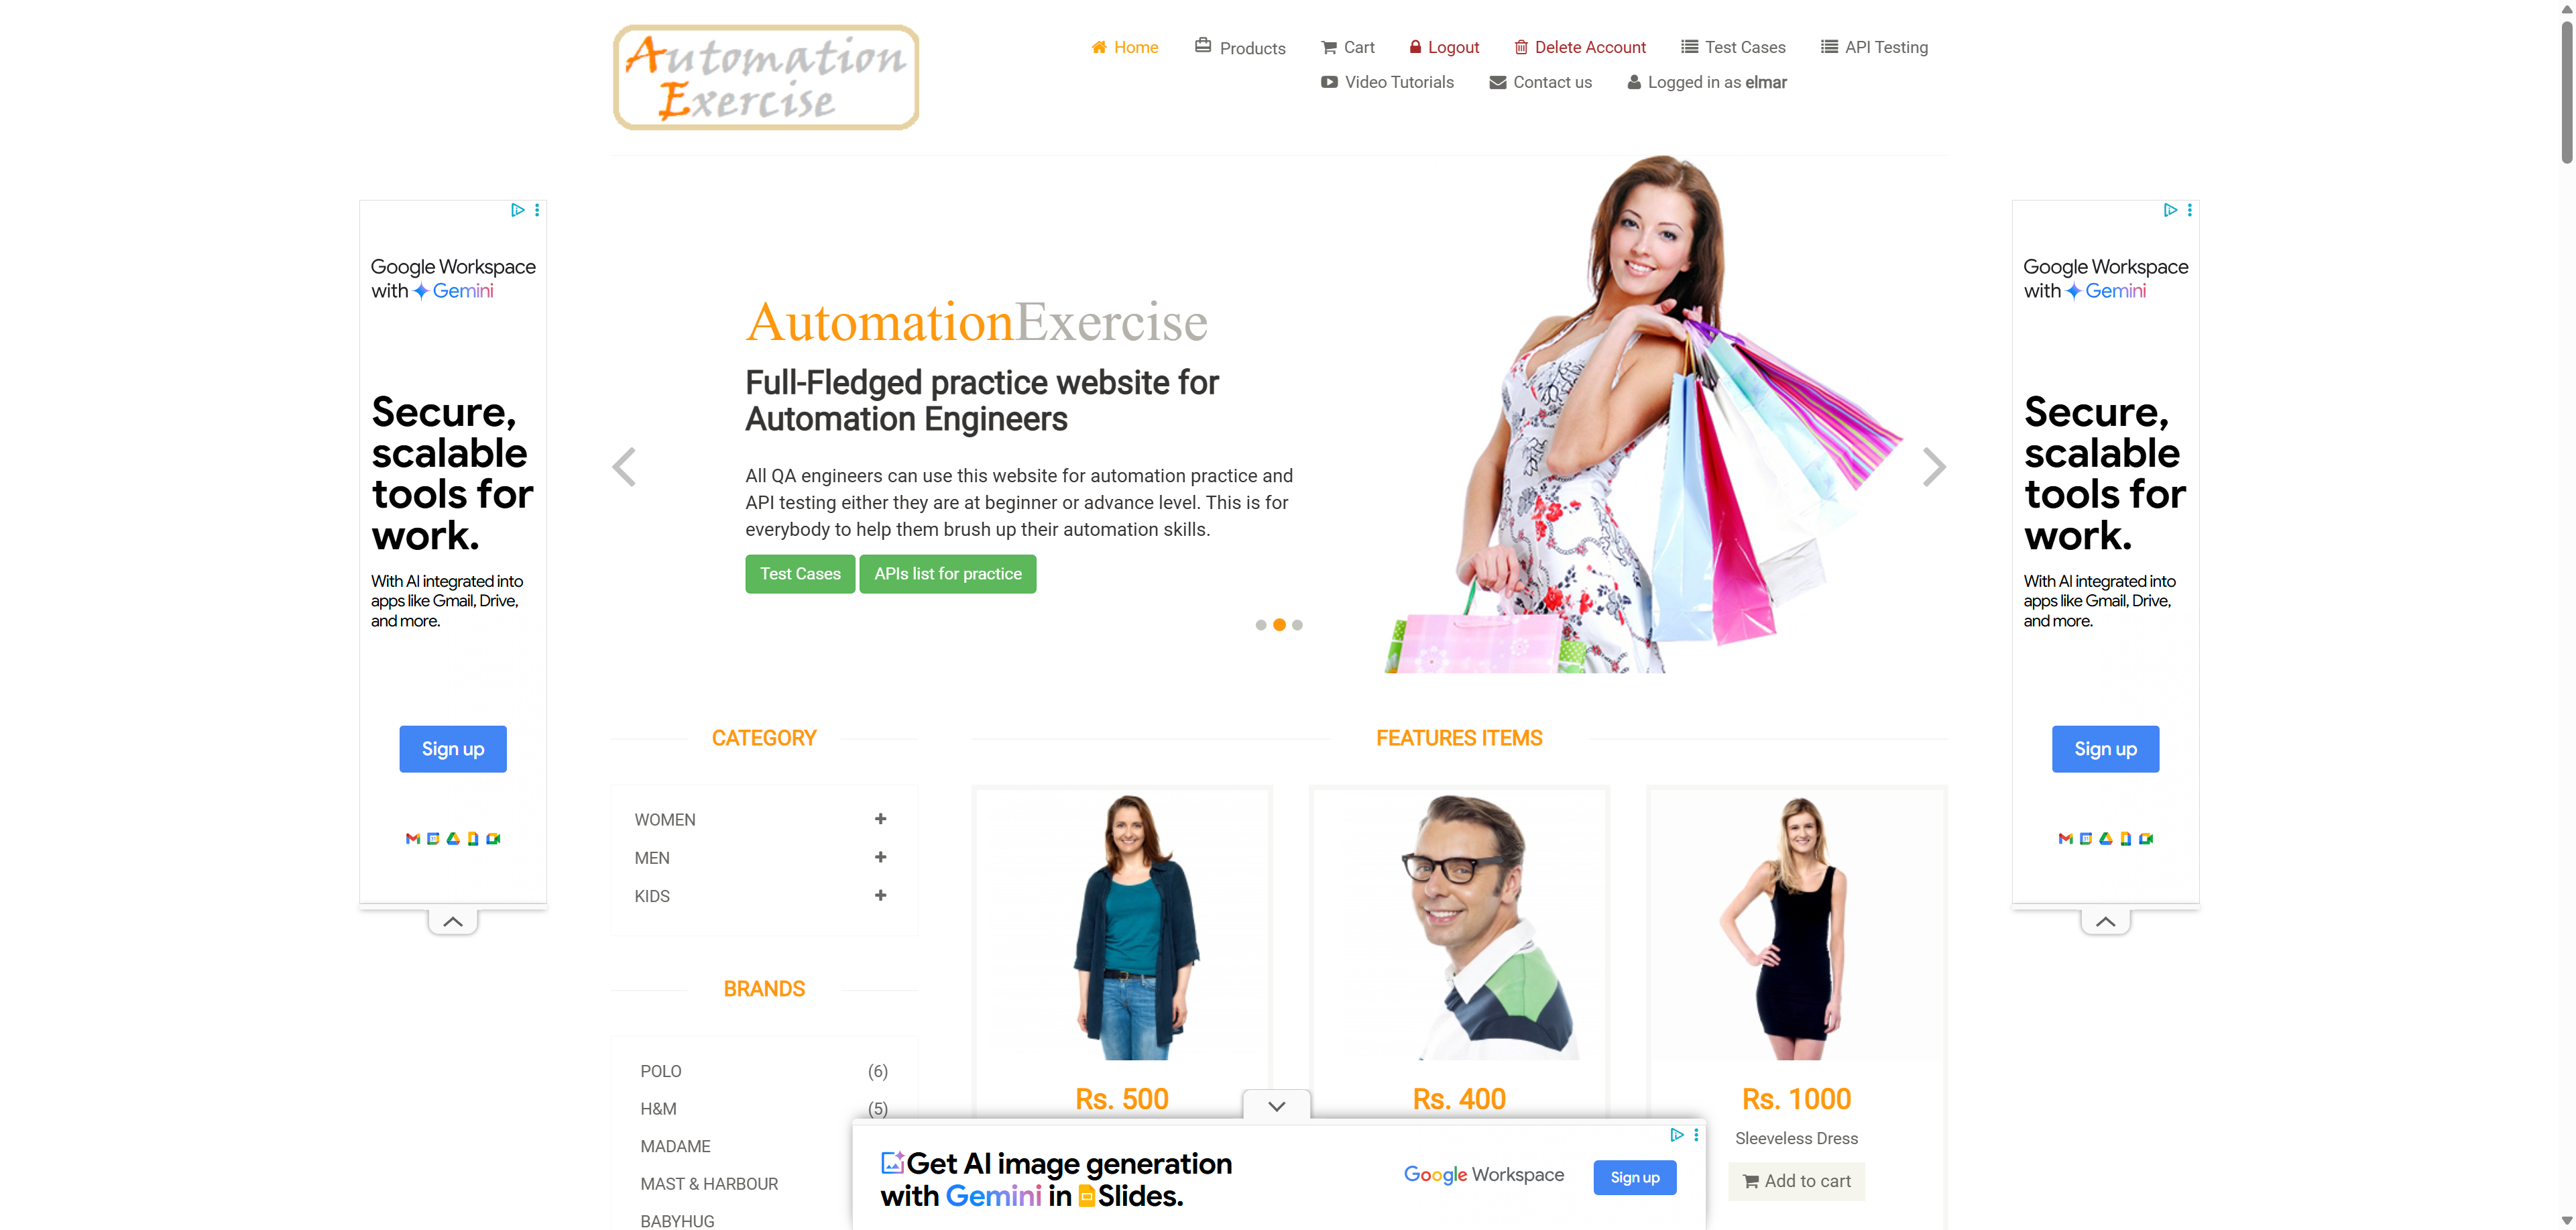 Automation
Exercise
Home
Products
Cart
Logout
Delete Account
Test Cases
API Testing
Video Tutorials
Contact us
Logged in as elmar
Google Workspace
with Gemini
Secure,
scalable
tools for
work.
With AI integrated into
apps like Gmail, Drive,
and more.
Sign up
AutomationExercise
Full-Fledged practice website for
Automation Engineers
All QA engineers can use this website for automation practice and
API testing either they are at beginner or advance level. This is for
everybody to help them brush up their automation skills.
Test Cases
APIs list for practice
Google Workspace
with Gemini
Secure,
scalable
tools for
work.
With AI integrated into
apps like Gmail, Drive,
and more.
Sign up
CATEGORY
WOMEN
MEN
KIDS
BRANDS
POLO (6)
H&M (5)
MADAME
MAST & HARBOUR
BABYHUG
FEATURES ITEMS
Rs. 500
Rs. 400
Rs. 1000
Sleeveless Dress
Add to cart
Get AI image generation
with Gemini in Slides.
Google Workspace
Sign up